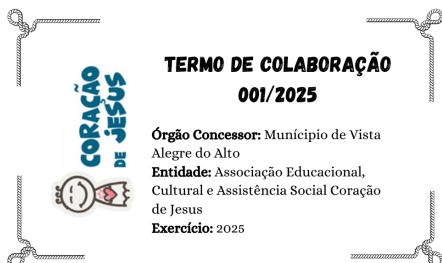 CORAÇÃO
DE JESUS
TERMO DE COLABORAÇÃO
001/2025
Órgão Concessor: Munícipio de Vista
Alegre do Alto
Entidade: Associação Educacional,
Cultural e Assistência Social Coração
de Jesus
Exercício: 2025